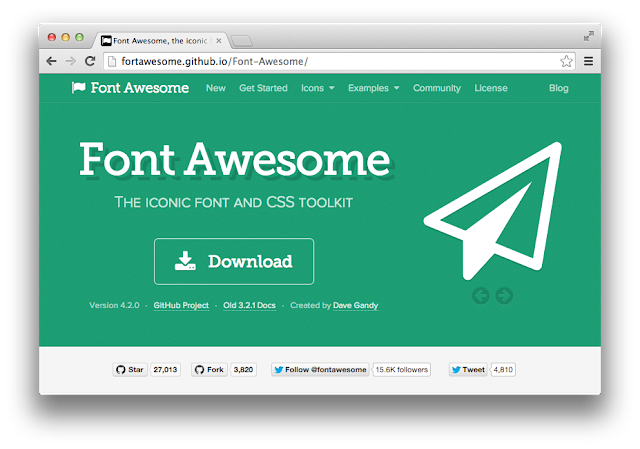 Font Awesome, the iconic
fortawesome.github.io/Font-Awesome/
Font Awesome New Get Started Icons Examples Community License Blog
Font Awesome
The iconic font and CSS toolkit
Download
Version 4.2.0 · GitHub Project · Old 3.2.1 Docs · Created by Dave Gandy
Star 27,013 Fork 3,820 Follow @fontawesome 15.6K followers Tweet 4,810